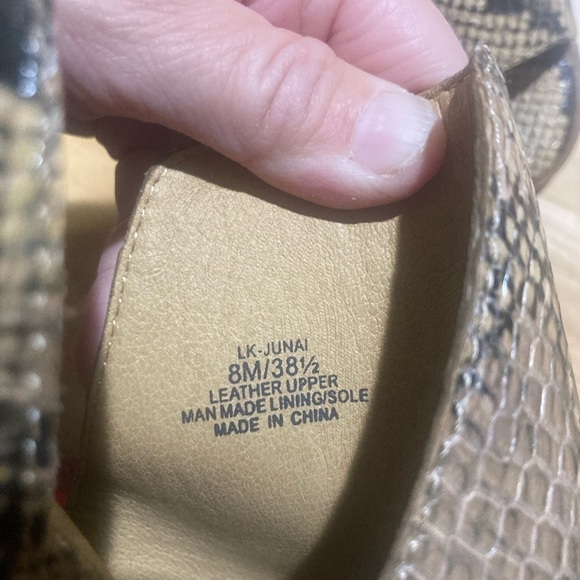 LK-JUNAI
8M/38½
LEATHER UPPER
MAN MADE LINING/SOLE
MADE IN CHINA